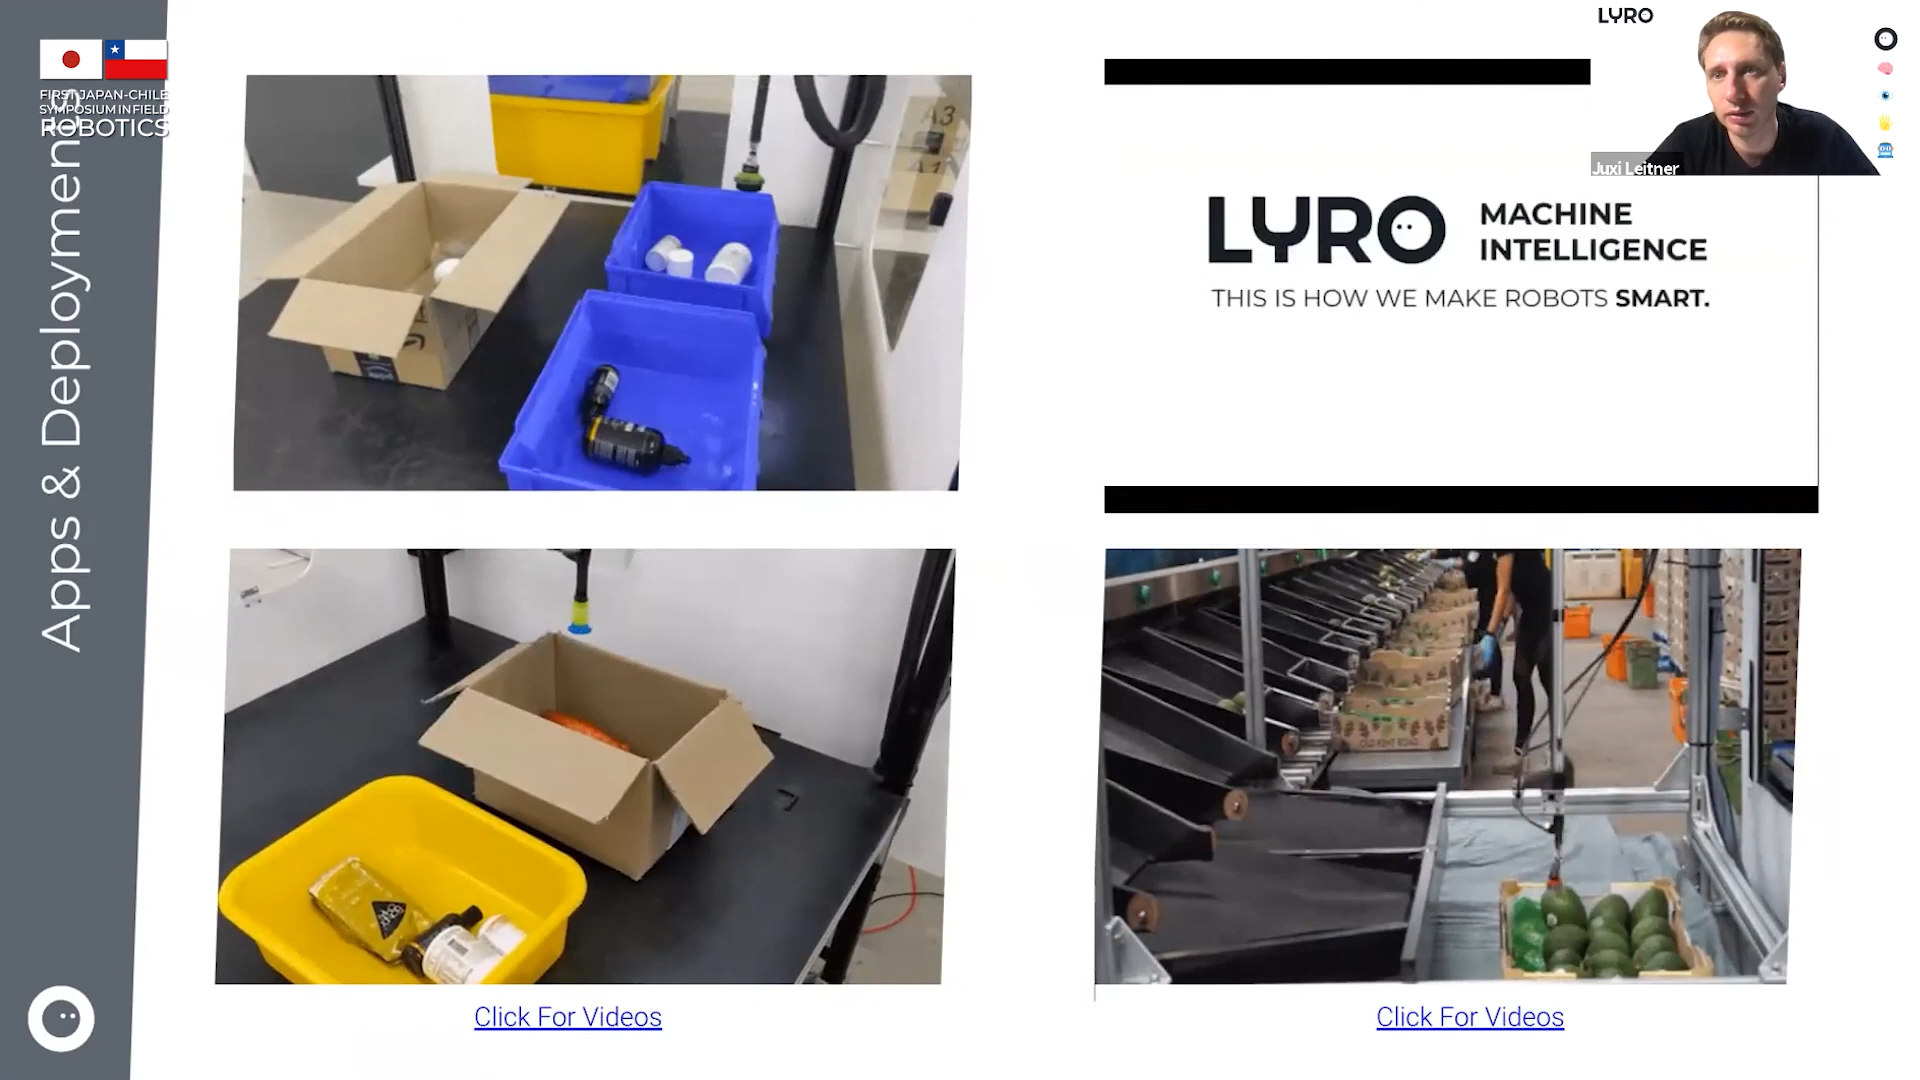 FIRST JAPAN-CHILE
SYMPOSIUM IN FIELD
ROBOTICS
Apps & Deployments
LYRO
Juxi Leitner
A3
LYRO
MACHINE
INTELLIGENCE
THIS IS HOW WE MAKE ROBOTS SMART.
Click For Videos
Click For Videos